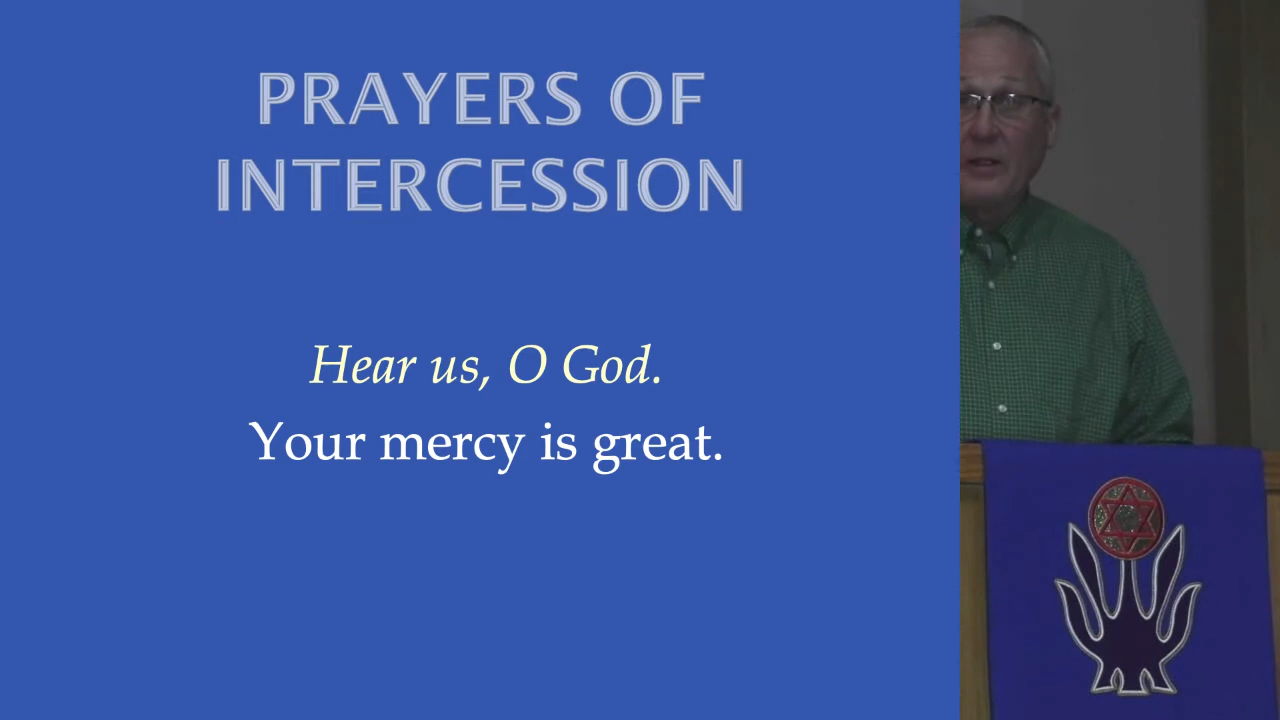 PRAYERS OF
INTERCESSION
Hear us, O God.
Your mercy is great.